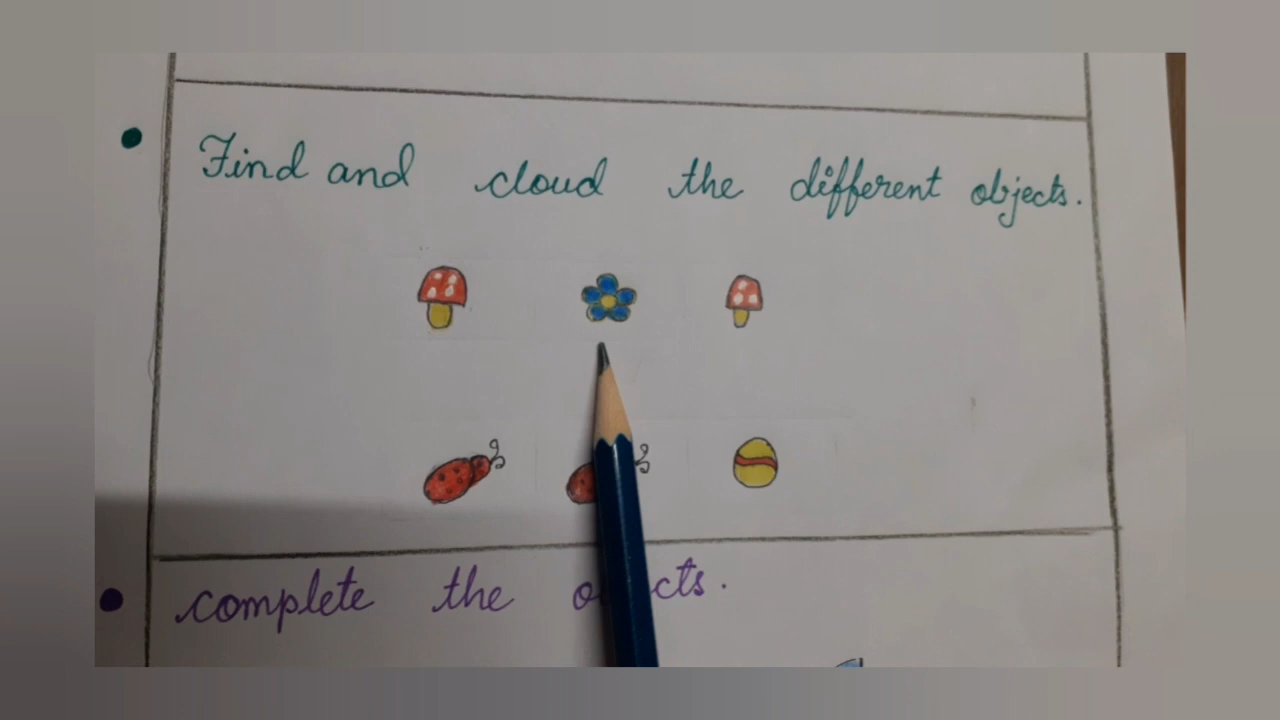 Find and cloud the different objects.
complete the